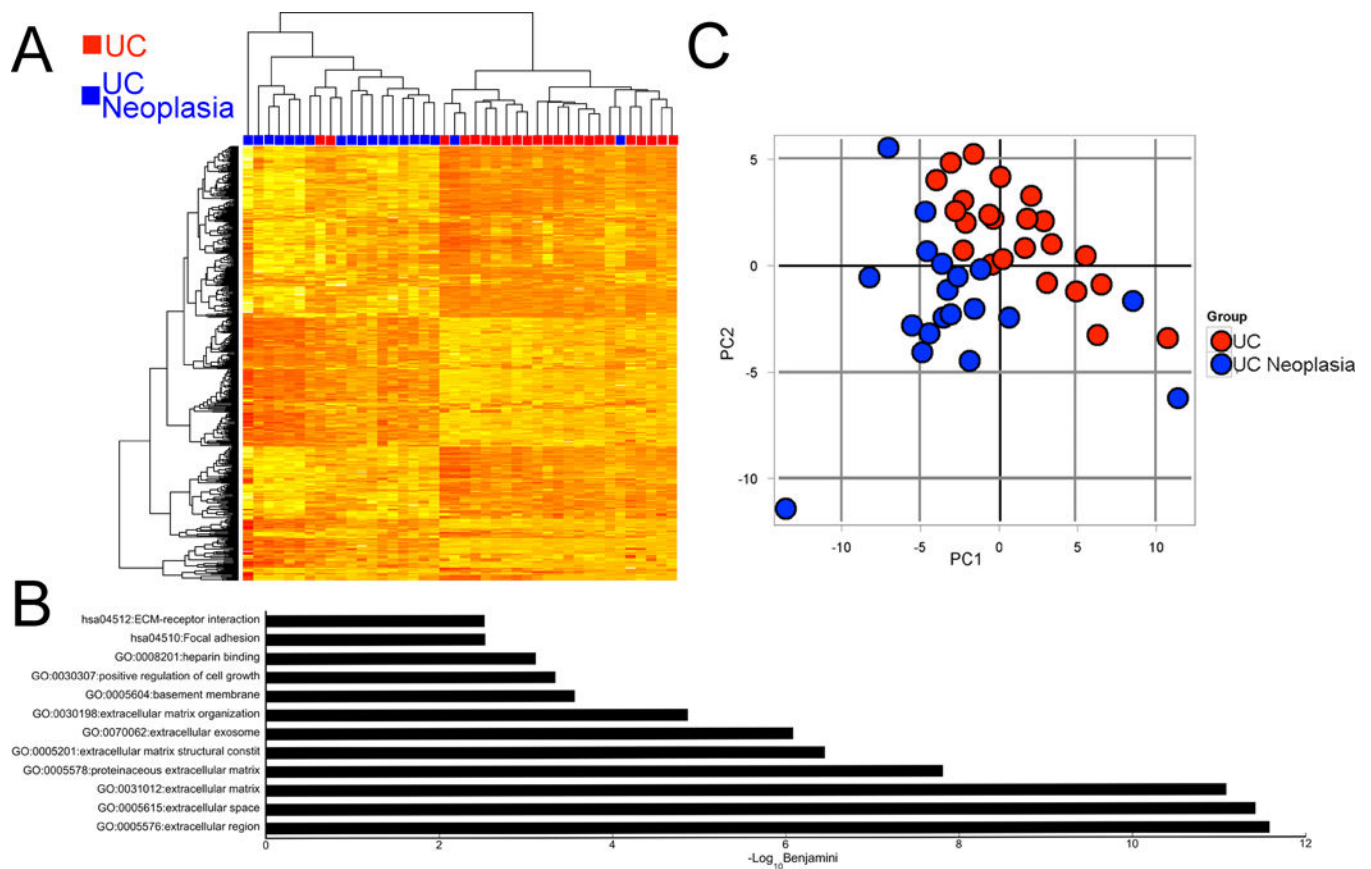 A
UC
UC
Neoplasia
C
5
0
-5
-10
PC2
-10
-5
0
5
10
PC1
Group
UC
UC Neoplasia
B
hsa04512:ECM-receptor interaction
hsa04510:Focal adhesion
GO:0008201:heparin binding
GO:0030307:positive regulation of cell growth
GO:0005604:basement membrane
GO:0030198:extracellular matrix organization
GO:0070062:extracellular exosome
GO:0005201:extracellular matrix structural constit
GO:0005578:proteinaceous extracellular matrix
GO:0031012:extracellular matrix
GO:0005615:extracellular space
GO:0005576:extracellular region
0
2
4
6
8
10
12
-Log10Benjamini